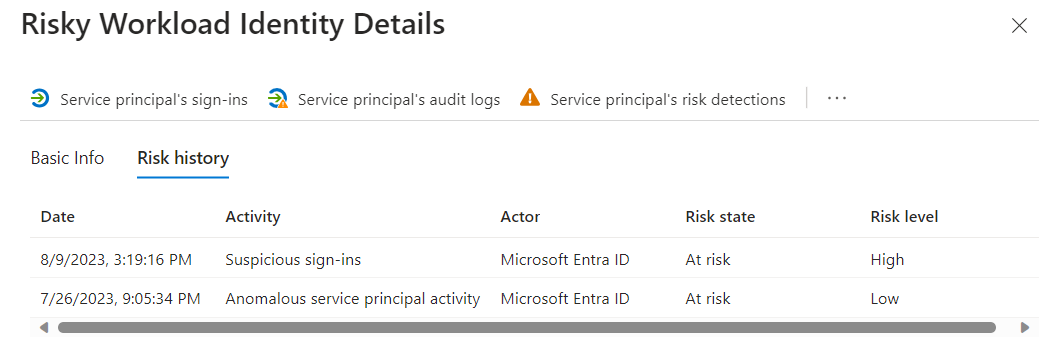 Risky Workload Identity Details
Service principal's sign-ins Service principal's audit logs Service principal's risk detections
Basic Info Risk history
Date Activity Actor Risk state Risk level
8/9/2023, 3:19:16 PM Suspicious sign-ins Microsoft Entra ID At risk High
7/26/2023, 9:05:34 PM Anomalous service principal activity Microsoft Entra ID At risk Low